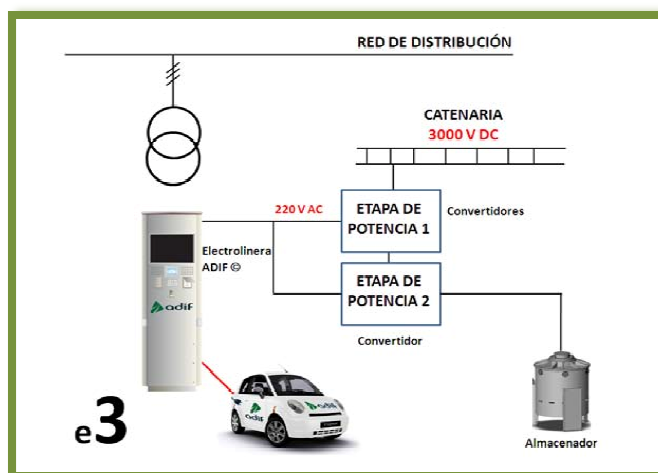 RED DE DISTRIBUCIÓN
CATENARIA
3000 V DC
220 V AC
ETAPA DE
POTENCIA 1
Convertidores
Electrolinera
ADIF ©
adif
ETAPA DE
POTENCIA 2
Convertidor
adif
e3
Almacenador